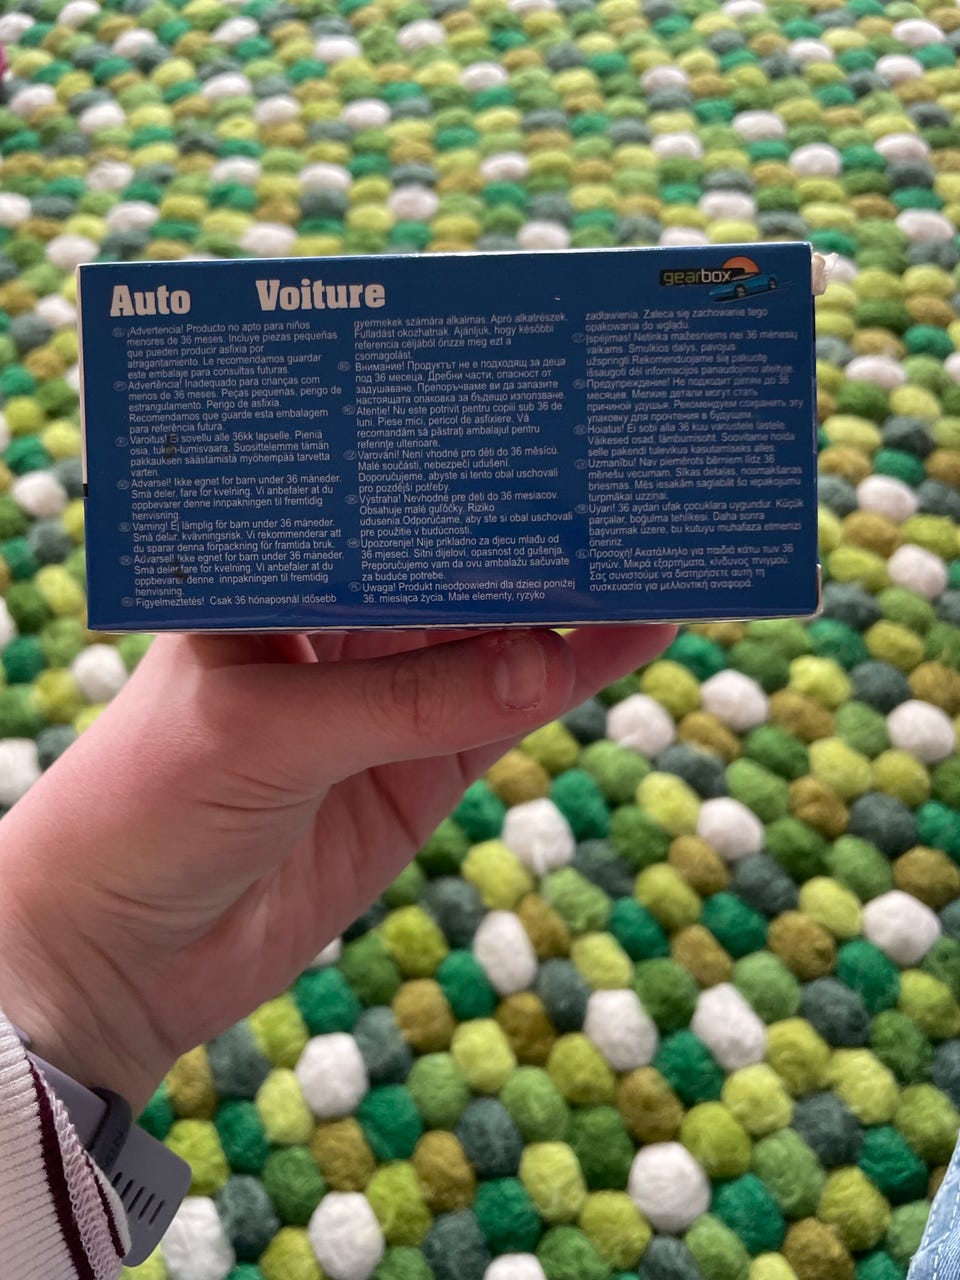 Auto Voiture
gearbox
¡Advertencia! Producto no apto para niños
menores de 36 meses. Incluye piezas pequeñas
que pueden producir asfixia por
atragantamiento. Le recomendamos guardar
este embalaje para consultas futuras.
Advertência! Inadequado para crianças com
menos de 36 meses. Peças pequenas, perigo de
estrangulamento. Perigo de asfixia.
Recomendamos que guarde esta embalagem
para referência futura.
Varoitus! Ei sovellu alle 36kk lapselle. Pieniä
osia, tukeh-tumisvaara. Suosittelemme tämän
pakkauksen säästämistä myöhempää tarvetta
varten.
Advarsel! Ikke egnet for barn under 36 måneder.
Små deler, fare for kvelning. Vi anbefaler at du
oppbevarer denne innpakningen til fremtidig
henvisning.
Varning! Ej lämplig för barn under 36 måneder.
Små delar, kvävningsrisk. Vi rekommenderar att
du sparar denna förpackning för framtida bruk.
Advarsel! Ikke egnet for barn under 36 måneder.
Små deler fare for kvelning. Vi anbefaler at du
oppbevarer denne innpakningen til fremtidig
henvisning.
Figyelmeztetés! Csak 36 hónaposnál idősebb
gyermekek számára alkalmas. Apró alkatrészek.
Fulladást okozhatnak. Ajánljuk, hogy későbbi
referencia céljából őrizze meg ezt a
csomagolást.
Внимание! Продуктът не е подходящ за деца
под 36 месеца. Дребни части, опасност от
задушаване. Препоръчваме ви да запазите
настоящата опаковка за бъдещо използване.
Atenţie! Nu este potrivit pentru copiii sub 36 de
luni. Piese mici, pericol de asfixiere. Vă
recomandăm să păstraţi ambalajul pentru
referinţe ulterioare.
Varování! Není vhodné pro děti do 36 měsíců.
Malé součásti, nebezpečí udušení.
Doporučujeme, abyste si tento obal uschovali
pro pozdější potřeby.
Výstraha! Nevhodné pre deti do 36 mesiacov.
Obsahuje malé guľôčky. Riziko
udusenia.Odporúčame, aby ste si obal uschovali
pre použitie v budúcnosti.
Upozorenje! Nije prikladno za djecu mlađu od
36 mjeseci. Sitni dijelovi, opasnost od gušenja.
Preporučujemo vam da ovu ambalažu sačuvate
za buduće potrebe.
Uwaga! Produkt nieodpowiedni dla dzieci poniżej
36. miesiąca życia. Małe elementy, ryzyko
zadławienia. Zaleca się zachowanie tego
opakowania do wglądu.
Įspėjimas! Netinka mažesniems nei 36 mėnesių
vaikams. Smulkios dalys, pavojus
užspringti.Rekomenduojame šią pakuotę
išsaugoti dėl informacijos panaudojimo ateityje.
Предупреждение! Не подходит детям до 36
месяцев. Мелкие детали могут стать
причиной удушья. Рекомендуем сохранить эту
упаковку для прочтения в будущем.
Hoiatus! Ei sobi alla 36 kuu vanustele lastele.
Väikesed osad, lämbumisoht. Soovitame hoida
selle pakendi tulevikus kasutamiseks alles.
Uzmanību! Nav piemērots bērniem līdz 36
mēnešu vecumam. Sīkas detaļas, nosmakšanas
briesmas. Mēs iesakām saglabāt šo iepakojumu
turpmākai uzziņai.
Uyarı! 36 aydan ufak çocuklara uygundur. Küçük
parçalar, boğulma tehlikesi. Daha sonra
başvurmak üzere, bu kutuyu muhafaza etmenizi
öneririz.
Προσοχή! Ακατάλληλο για παιδιά κάτω των 36
μηνών. Μικρά εξαρτήματα, κίνδυνος πνιγμού.
Σας συνιστούμε να διατηρήσετε αυτή τη
συσκευασία για μελλοντική αναφορά.